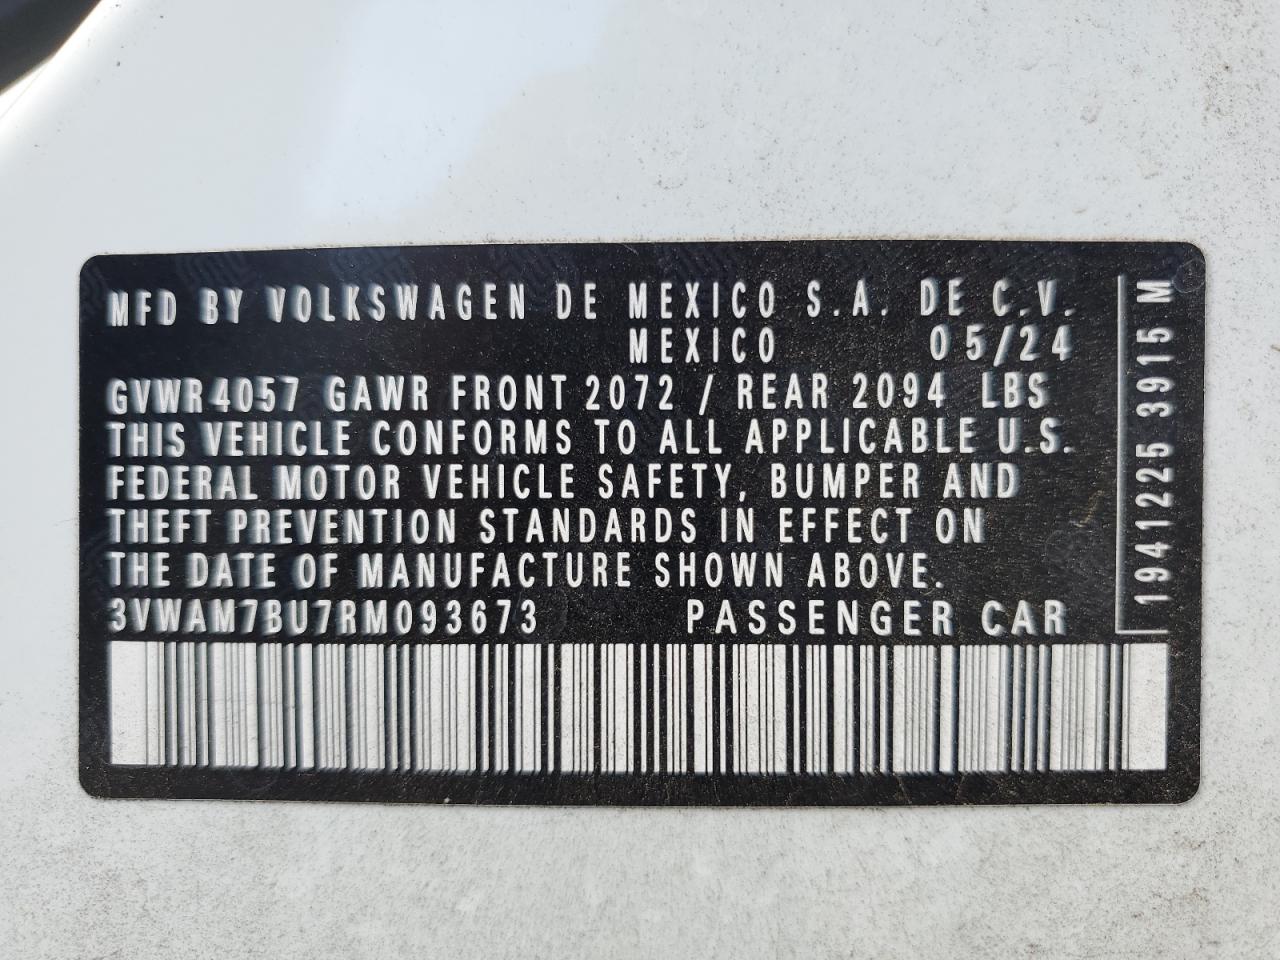 MFD BY VOLKSWAGEN DE MEXICO S.A. DE C.V.
MEXICO 05/24
GVWR 4057 GAWR FRONT 2072 / REAR 2094 LBS
THIS VEHICLE CONFORMS TO ALL APPLICABLE U.S.
FEDERAL MOTOR VEHICLE SAFETY, BUMPER AND
THEFT PREVENTION STANDARDS IN EFFECT ON
THE DATE OF MANUFACTURE SHOWN ABOVE.
3VWAM7BU7RM093673 PASSENGER CAR
1941225 3915 M